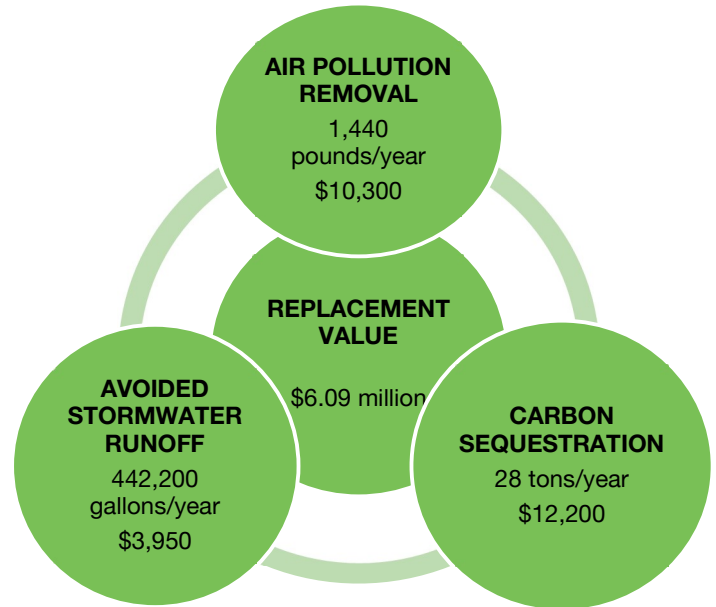 AIR POLLUTION
REMOVAL
1,440
pounds/year
$10,300
REPLACEMENT
VALUE
$6.09 million
AVOIDED
STORMWATER
RUNOFF
442,200
gallons/year
$3,950
CARBON
SEQUESTRATION
28 tons/year
$12,200